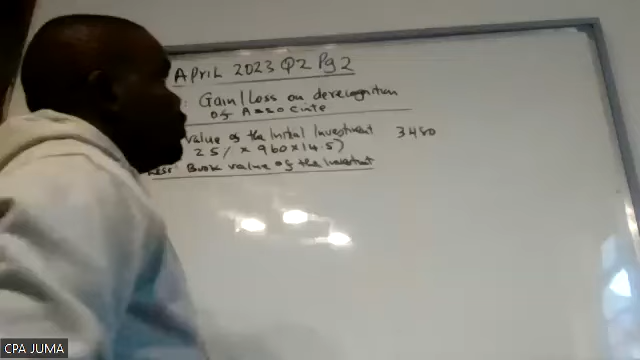 APRIL 2023 Q2 Pg 2
: Gain/Loss on derecognition
of Associate
value of the Initial Investment 3480
25% x 960 x 14.5)
Less: Book value of the Investment
CPA JUMA